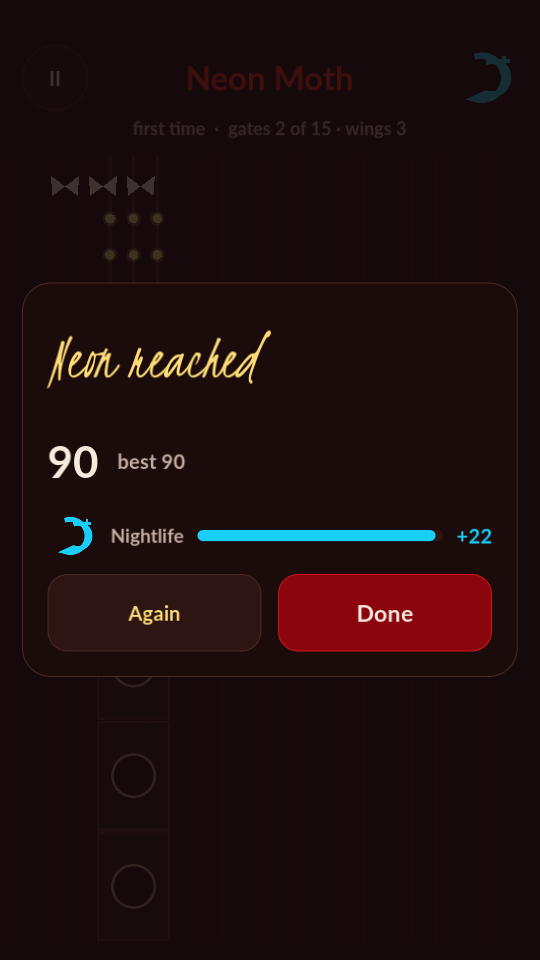 Neon Moth
first time · gates 2 of 15 · wings 3
Neon reached
90 best 90
Nightlife +22
Again Done